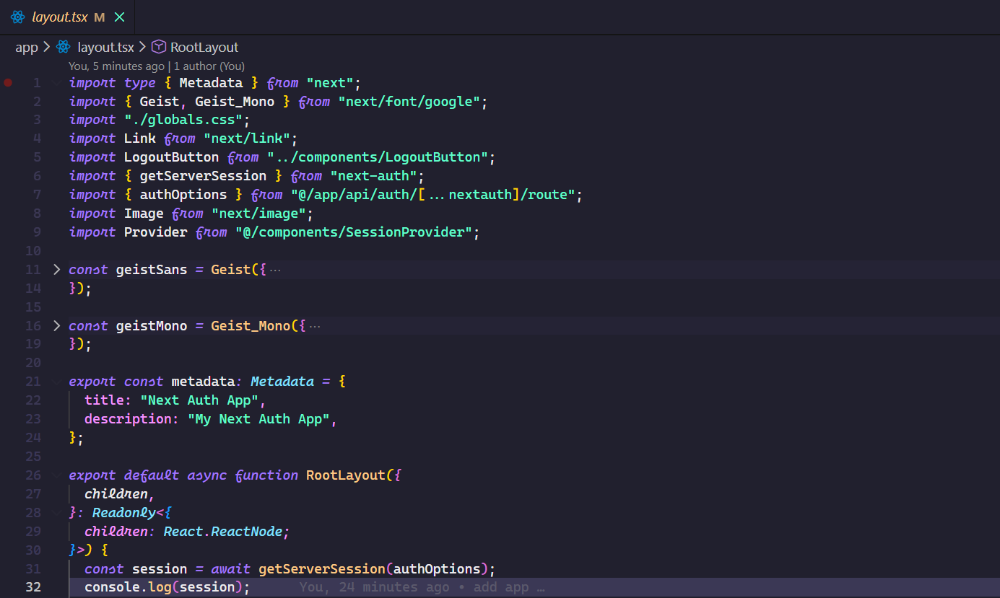 layout.tsx M
app > layout.tsx > RootLayout
You, 5 minutes ago | 1 author (You)
1 import type { Metadata } from "next";
2 import { Geist, Geist_Mono } from "next/font/google";
3 import "./globals.css";
4 import Link from "next/link";
5 import LogoutButton from "../components/LogoutButton";
6 import { getServerSession } from "next-auth";
7 import { authOptions } from "@/app/api/auth/[...nextauth]/route";
8 import Image from "next/image";
9 import Provider from "@/components/SessionProvider";
10
11 const geistSans = Geist({ ···
14 });
15
16 const geistMono = Geist_Mono({ ···
19 });
20
21 export const metadata: Metadata = {
22 title: "Next Auth App",
23 description: "My Next Auth App",
24 };
25
26 export default async function RootLayout({
27 children,
28 }: Readonly<{
29 children: React.ReactNode;
30 }>) {
31 const session = await getServerSession(authOptions);
32 console.log(session); You, 24 minutes ago • add app …